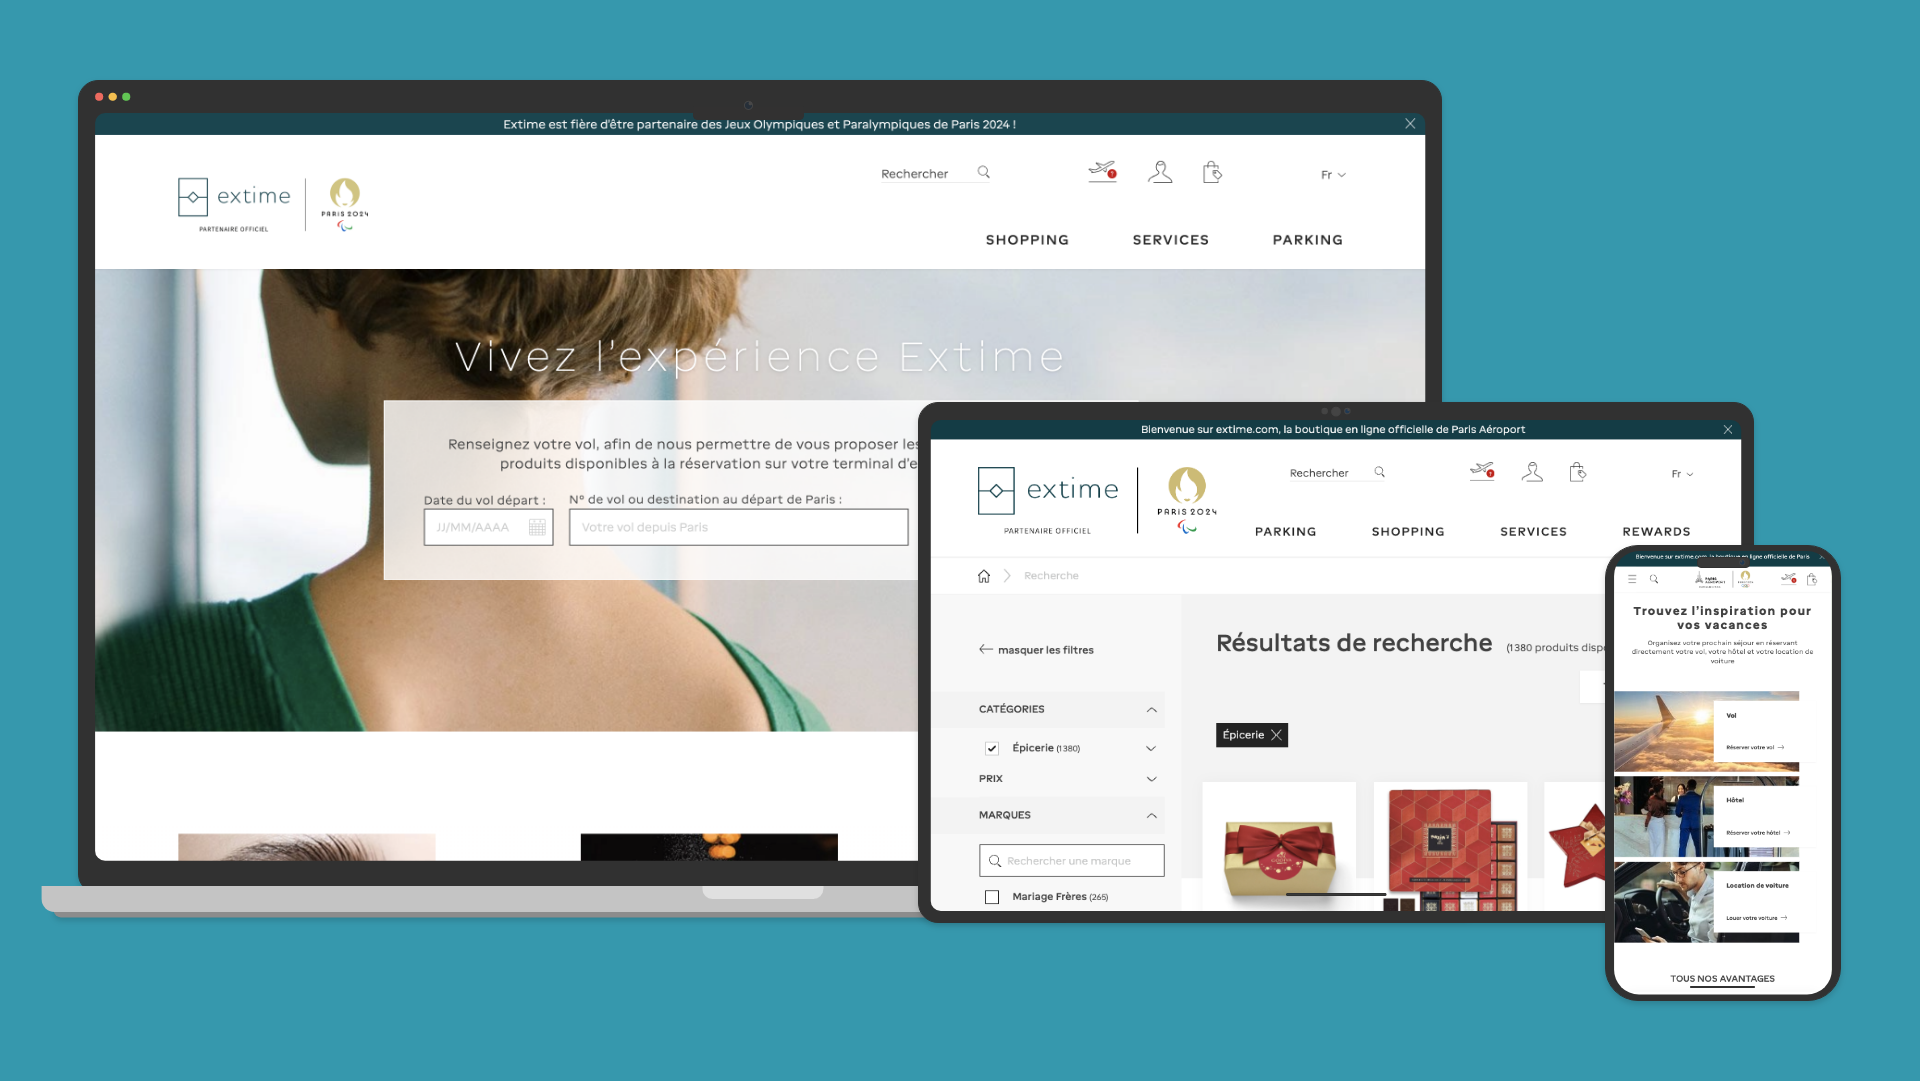 Extime est fière d'être partenaire des Jeux Olympiques et Paralympiques de Paris 2024 !
extime
PARTENAIRE OFFICIEL
PARIS 2024
Rechercher
Fr
SHOPPING
SERVICES
PARKING
Vivez l'expérience Extime
Renseignez votre vol, afin de nous permettre de vous proposer les
produits disponibles à la réservation sur votre terminal d'e
Date du vol départ :
N° de vol ou destination au départ de Paris :
JJ/MM/AAAA
Votre vol depuis Paris
Bienvenue sur extime.com, la boutique en ligne officielle de Paris Aéroport
extime
PARTENAIRE OFFICIEL
PARIS 2024
Rechercher
Fr
PARKING
SHOPPING
SERVICES
REWARDS
Recherche
masquer les filtres
CATÉGORIES
Épicerie (1380)
PRIX
MARQUES
Rechercher une marque
Mariage Frères (265)
Résultats de recherche
(1380 produits dispo
Épicerie
Bienvenue sur extime.com, la boutique en ligne officielle de Paris
Trouvez l'inspiration pour
vos vacances
Organisez votre prochain séjour en réservant
directement votre vol, votre hôtel et votre location de
voiture
Vol
Réserver votre vol
Hôtel
Réserver votre hôtel
Location de voiture
Louer votre voiture
TOUS NOS AVANTAGES